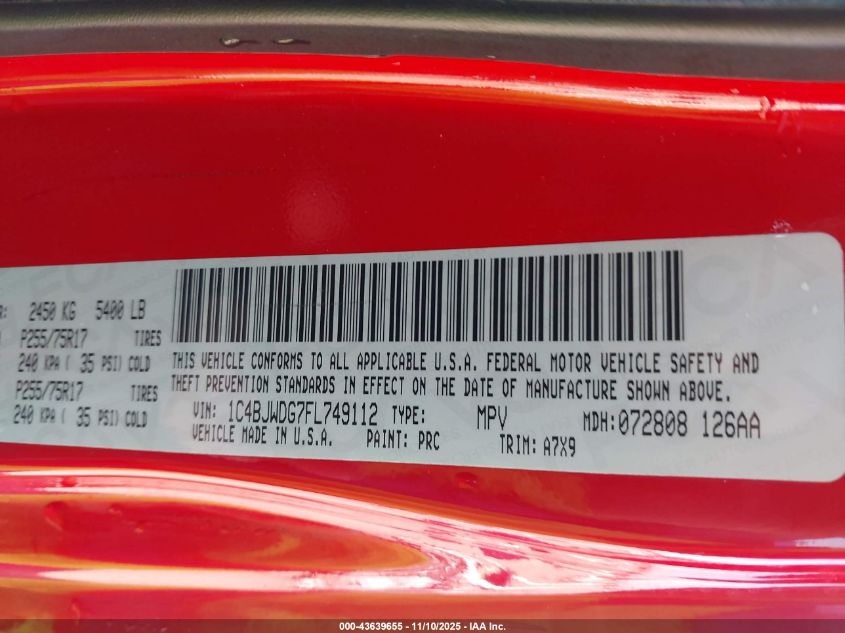 R: 2450 KG 5400 LB
P255/75R17 TIRES
240 KPA ( 35 PSI) COLD
P255/75R17 TIRES
240 KPA ( 35 PSI) COLD
THIS VEHICLE CONFORMS TO ALL APPLICABLE U.S.A. FEDERAL MOTOR VEHICLE SAFETY AND
THEFT PREVENTION STANDARDS IN EFFECT ON THE DATE OF MANUFACTURE SHOWN ABOVE.
VIN: 1C4BJWDG7FL749112 TYPE: MPV MDH:072808 126AA
VEHICLE MADE IN U.S.A. PAINT: PRC TRIM: A7X9
000-43639655 - 11/10/2025 - IAA Inc.